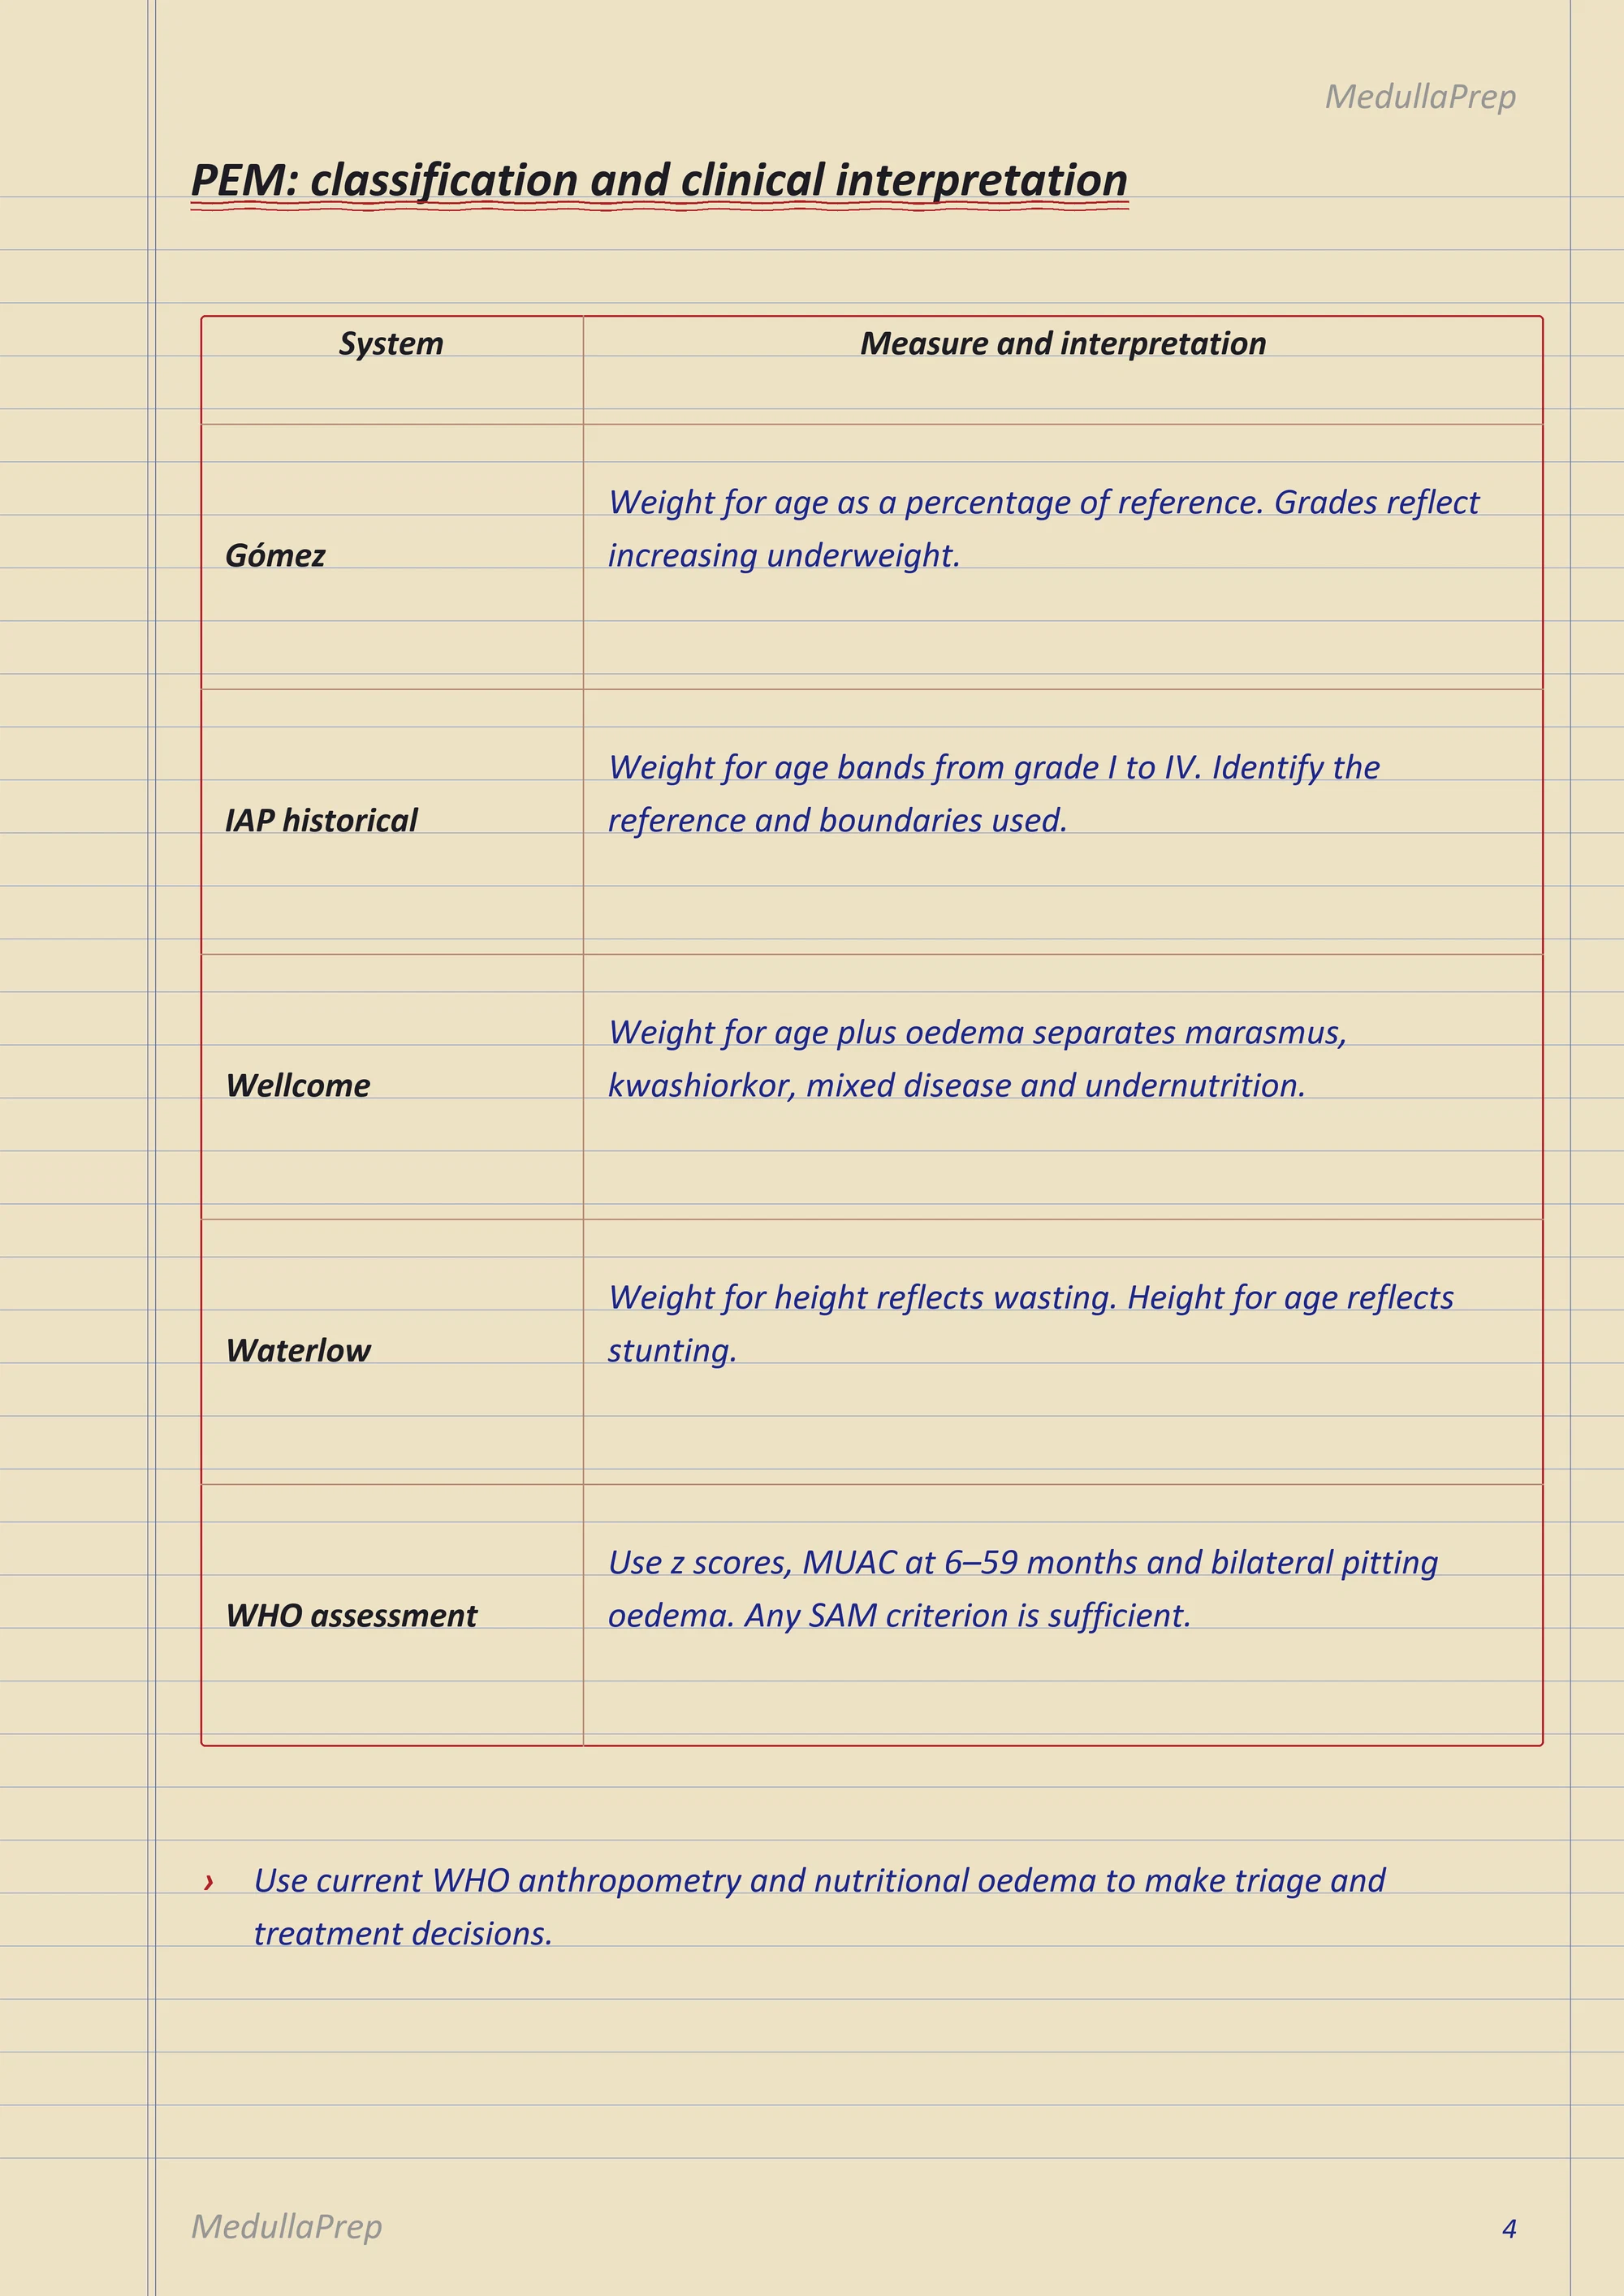 MedullaPrep
PEM: classification and clinical interpretation
System
Measure and interpretation
Gómez
Weight for age as a percentage of reference. Grades reflect
increasing underweight.
IAP historical
Weight for age bands from grade I to IV. Identify the
reference and boundaries used.
Wellcome
Weight for age plus oedema separates marasmus,
kwashiorkor, mixed disease and undernutrition.
Waterlow
Weight for height reflects wasting. Height for age reflects
stunting.
WHO assessment
Use z scores, MUAC at 6–59 months and bilateral pitting
oedema. Any SAM criterion is sufficient.
› Use current WHO anthropometry and nutritional oedema to make triage and
treatment decisions.
MedullaPrep
4